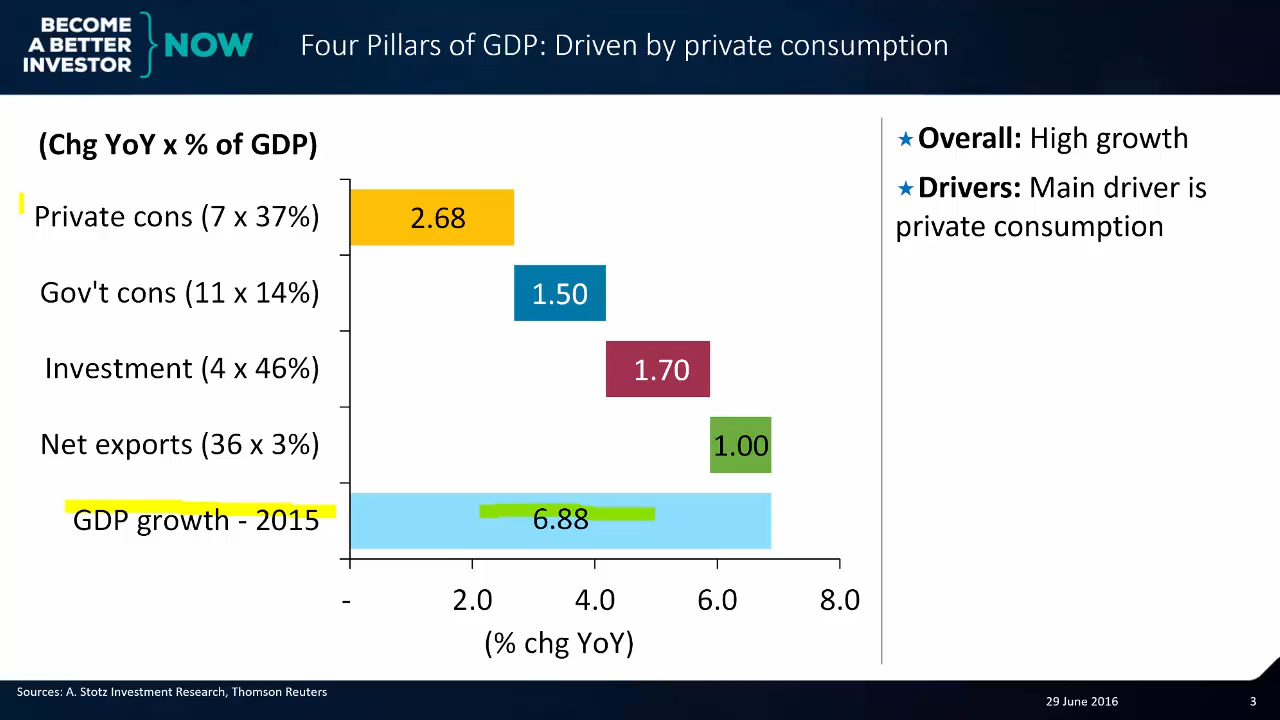 BECOME
A BETTER
INVESTOR
NOW
Four Pillars of GDP: Driven by private consumption
(Chg YoY x % of GDP)
Private cons (7 x 37%)
2.68
Gov't cons (11 x 14%)
1.50
Investment (4 x 46%)
1.70
Net exports (36 x 3%)
1.00
GDP growth - 2015
6.88
- 2.0 4.0 6.0 8.0
(% chg YoY)
Overall: High growth
Drivers: Main driver is
private consumption
Sources: A. Stotz Investment Research, Thomson Reuters
29 June 2016
3